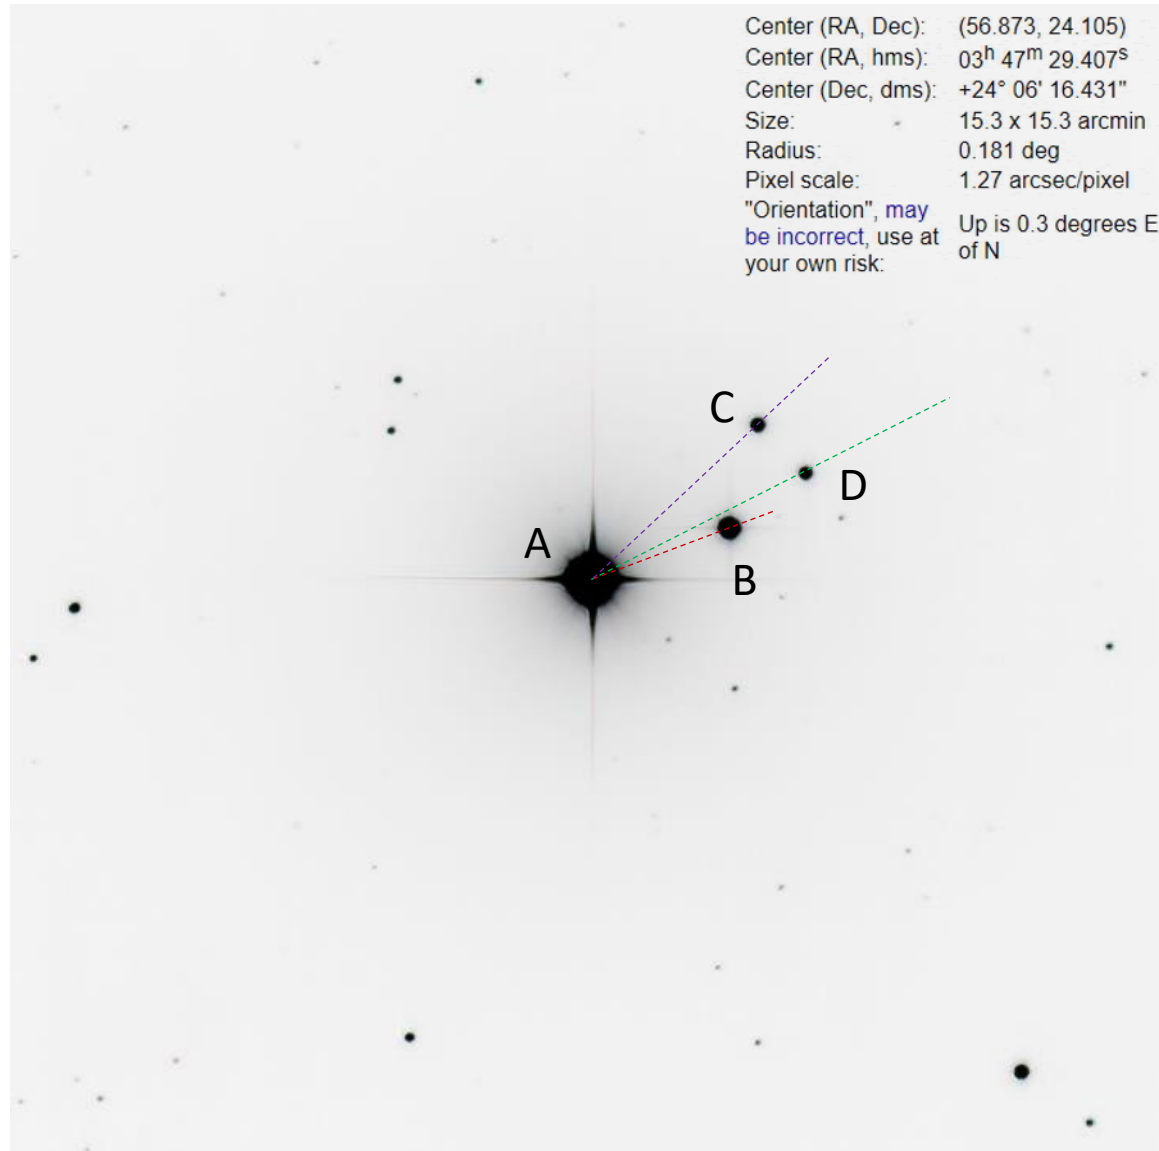 Center (RA, Dec): (56.873, 24.105)
Center (RA, hms): 03h 47m 29.407s
Center (Dec, dms): +24° 06' 16.431"
Size: 15.3 x 15.3 arcmin
Radius: 0.181 deg
Pixel scale: 1.27 arcsec/pixel
"Orientation", may
be incorrect, use at
your own risk:
Up is 0.3 degrees E
of N
C
D
A
B